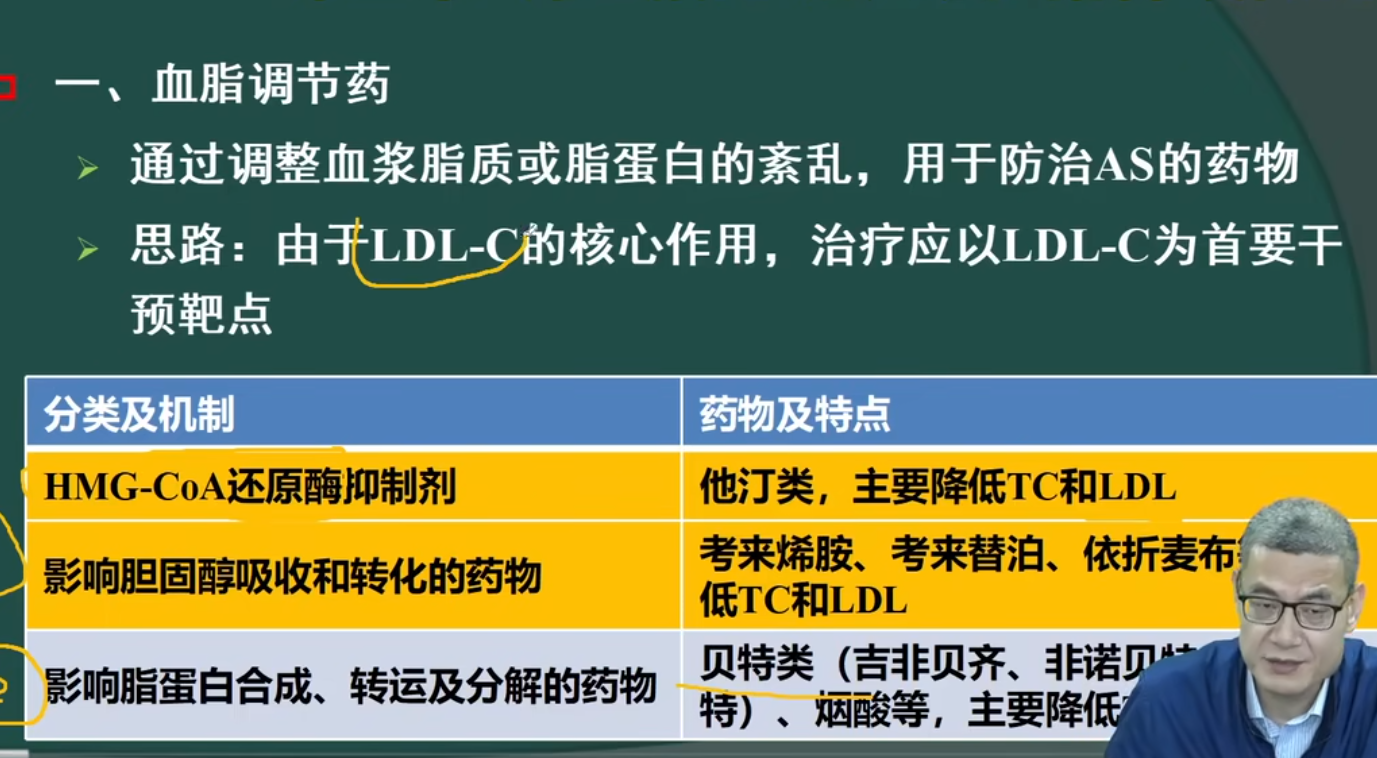 一、血脂调节药
通过调整血浆脂质或脂蛋白的紊乱，用于防治AS的药物
思路：由于LDL-C的核心作用，治疗应以LDL-C为首要干
预靶点
分类及机制
药物及特点
HMG-CoA还原酶抑制剂
他汀类，主要降低TC和LDL
影响胆固醇吸收和转化的药物
考来烯胺、考来替泊、依折麦布
低TC和LDL
影响脂蛋白合成、转运及分解的药物
贝特类（吉非贝齐、非诺贝特
特）、烟酸等，主要降低